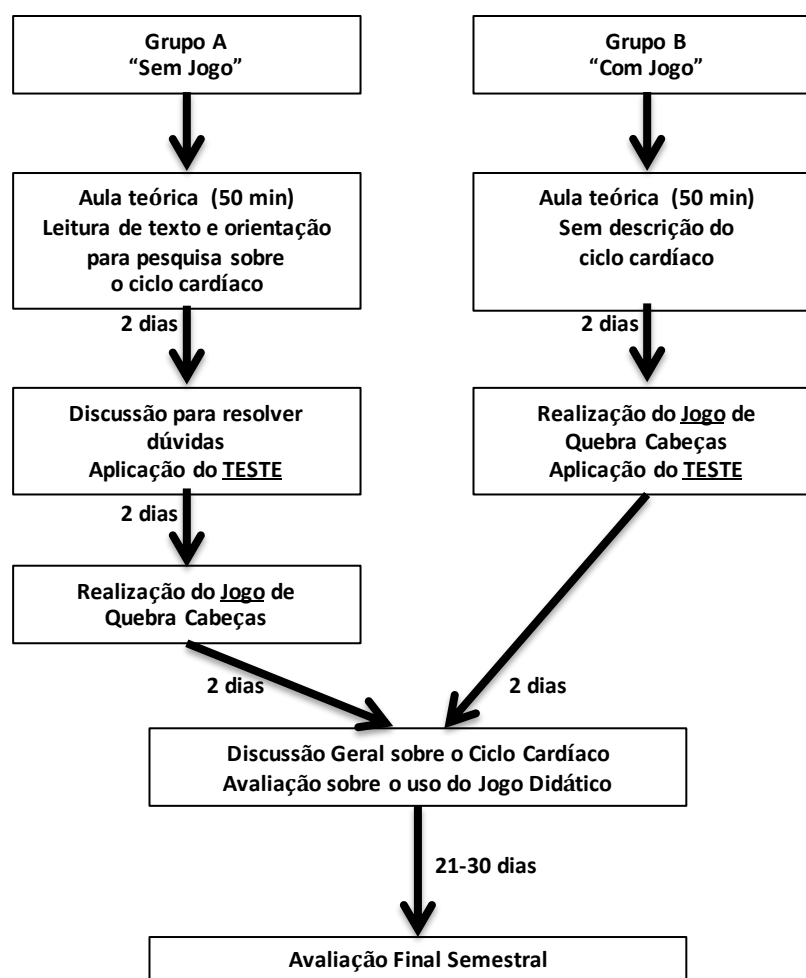 Grupo A
“Sem Jogo”
Grupo B
“Com Jogo”
Aula teórica (50 min)
Leitura de texto e orientação
para pesquisa sobre
o ciclo cardíaco
Aula teórica (50 min)
Sem descrição do
ciclo cardíaco
2 dias
2 dias
Discussão para resolver
dúvidas
Aplicação do TESTE
Realização do Jogo de
Quebra Cabeças
Aplicação do TESTE
2 dias
Realização do Jogo de
Quebra Cabeças
2 dias
2 dias
Discussão Geral sobre o Ciclo Cardíaco
Avaliação sobre o uso do Jogo Didático
21-30 dias
Avaliação Final Semestral